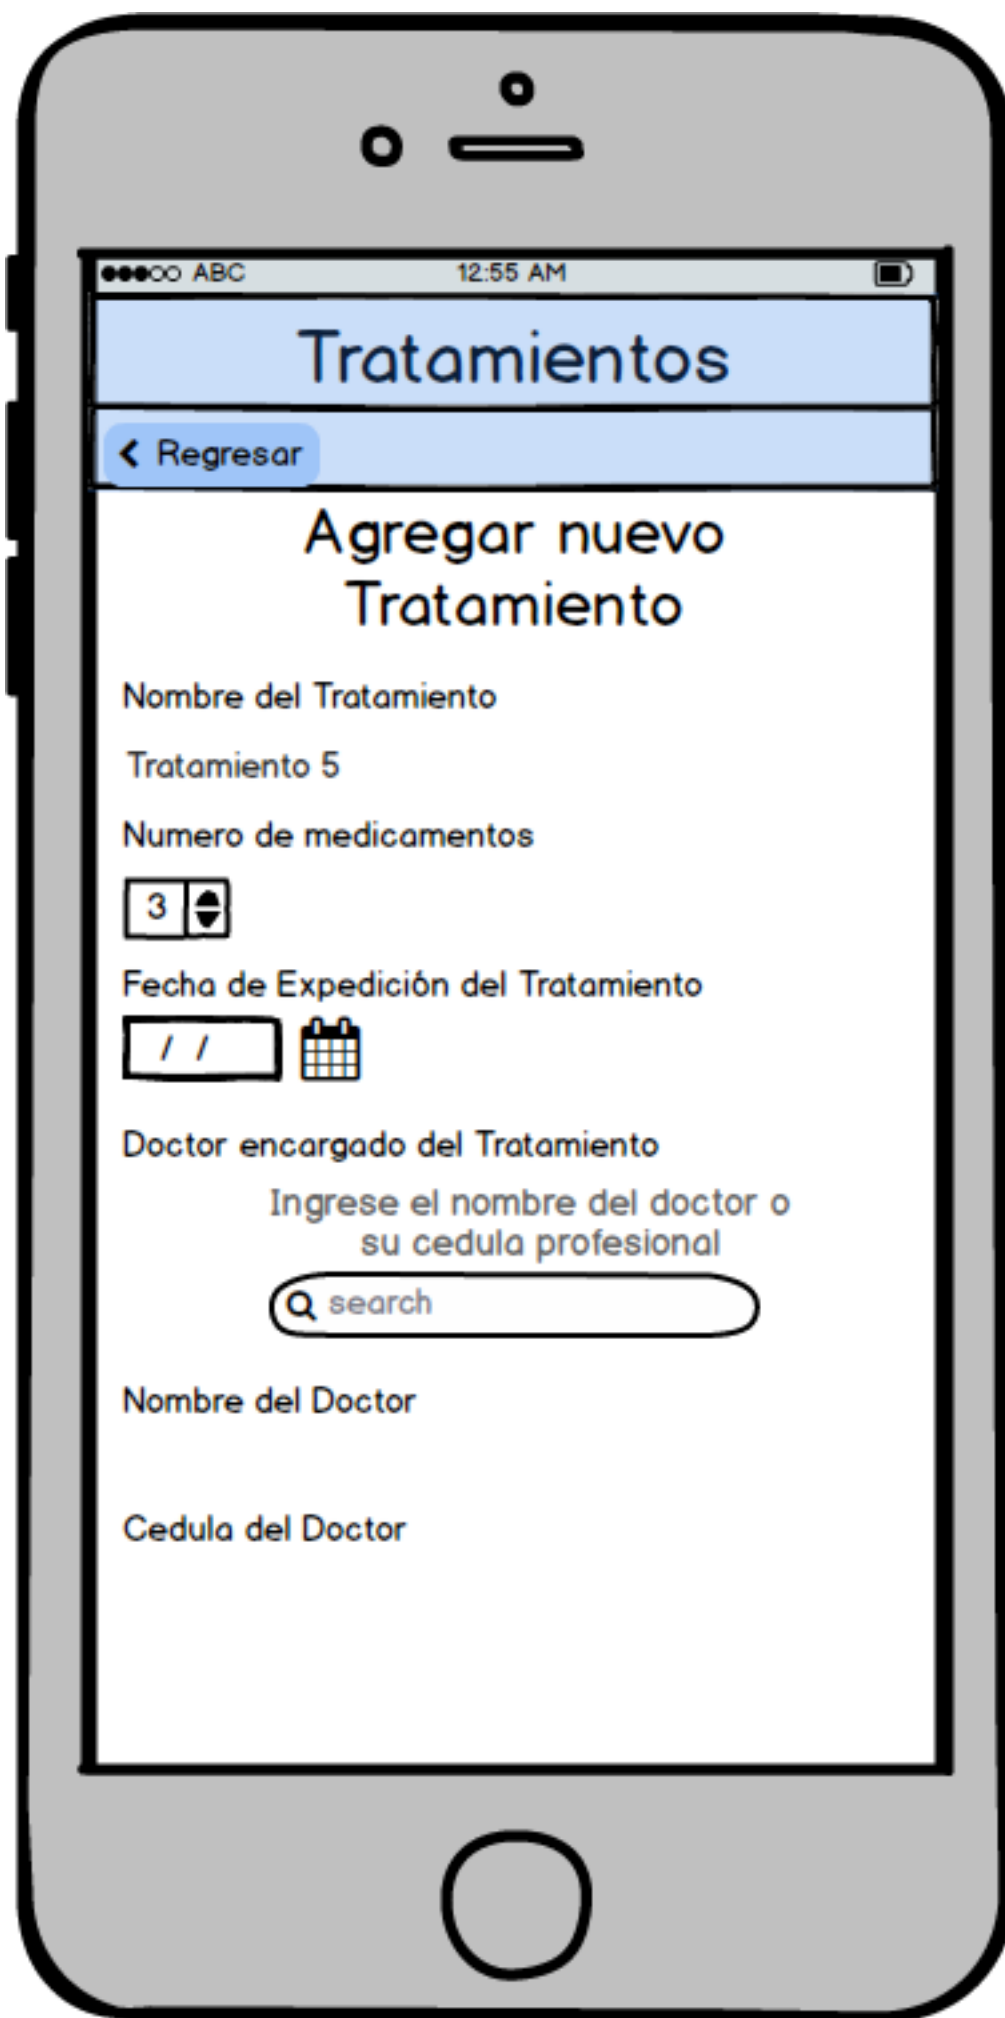 ABC 12:55 AM
Tratamientos
Regresar
Agregar nuevo
Tratamiento
Nombre del Tratamiento
Tratamiento 5
Numero de medicamentos
3
Fecha de Expedición del Tratamiento
/ /
Doctor encargado del Tratamiento
Ingrese el nombre del doctor o
su cedula profesional
search
Nombre del Doctor
Cedula del Doctor